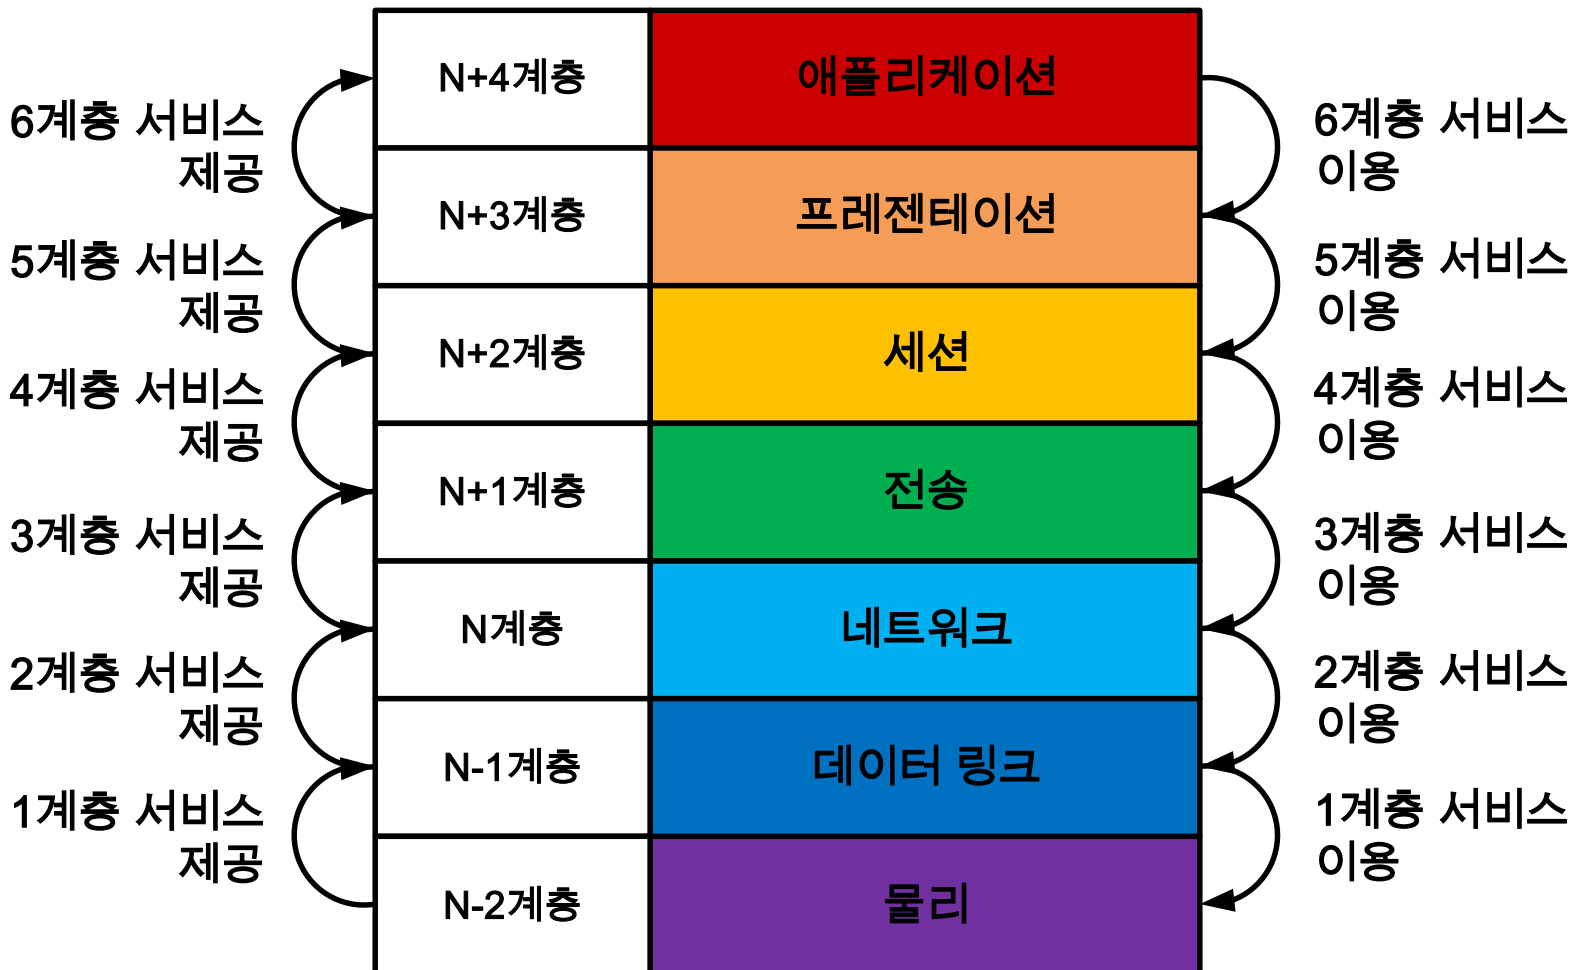 N+4계층 애플리케이션
6계층 서비스
제공
6계층 서비스
이용
N+3계층 프레젠테이션
5계층 서비스
제공
5계층 서비스
이용
N+2계층 세션
4계층 서비스
제공
4계층 서비스
이용
N+1계층 전송
3계층 서비스
제공
3계층 서비스
이용
N계층 네트워크
2계층 서비스
제공
2계층 서비스
이용
N-1계층 데이터 링크
1계층 서비스
제공
1계층 서비스
이용
N-2계층 물리